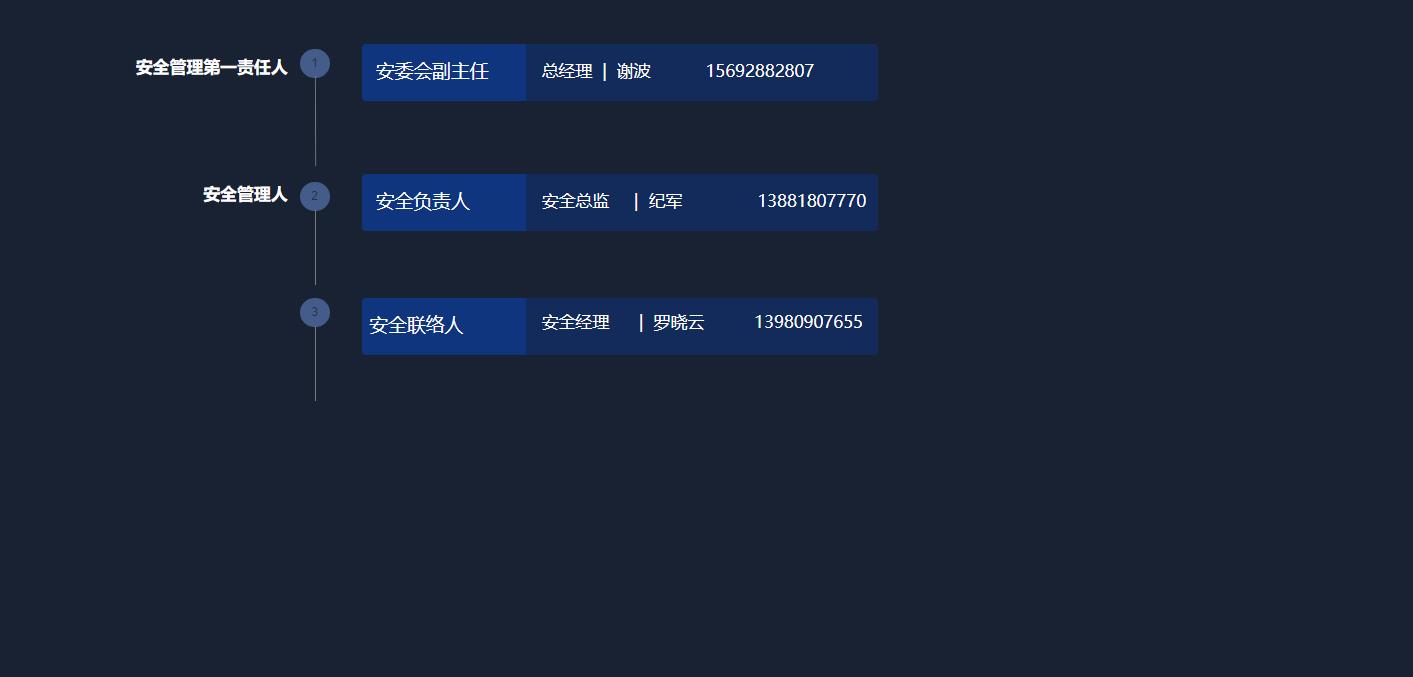 安全管理第一责任人 1 安委会副主任 总经理 | 谢波 15692882807
安全管理人 2 安全负责人 安全总监 | 纪军 13881807770
3 安全联络人 安全经理 | 罗晓云 13980907655